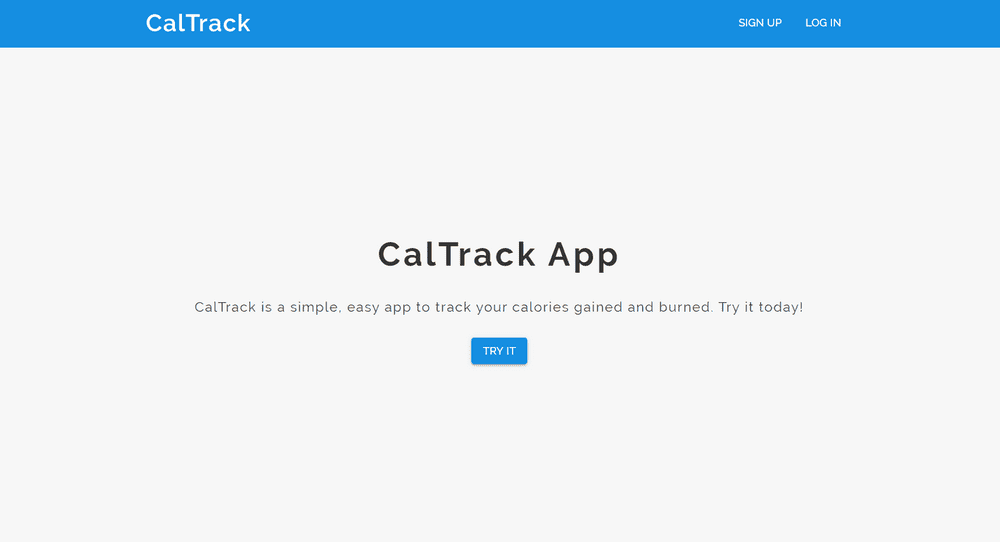 CalTrack
SIGN UP
LOG IN
CalTrack App
CalTrack is a simple, easy app to track your calories gained and burned. Try it today!
TRY IT